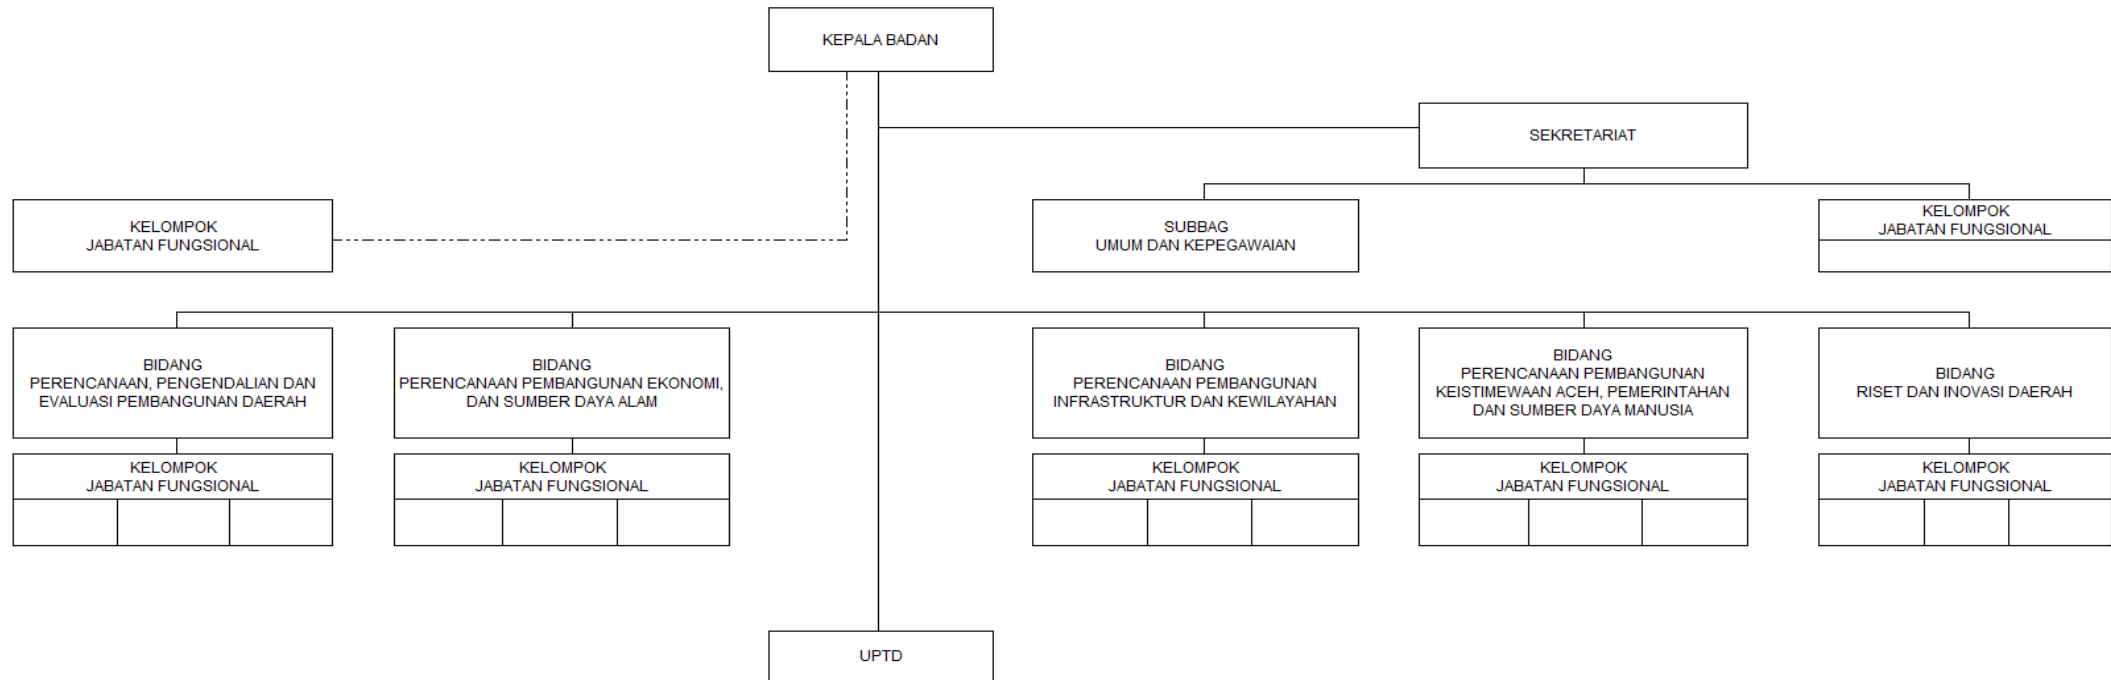 KEPALA BADAN
SEKRETARIAT
KELOMPOK
JABATAN FUNGSIONAL
SUBBAG
UMUM DAN KEPEGAWAIAN
KELOMPOK
JABATAN FUNGSIONAL
BIDANG
PERENCANAAN, PENGENDALIAN DAN
EVALUASI PEMBANGUNAN DAERAH
BIDANG
PERENCANAAN PEMBANGUNAN EKONOMI,
DAN SUMBER DAYA ALAM
BIDANG
PERENCANAAN PEMBANGUNAN
INFRASTRUKTUR DAN KEWILAYAHAN
BIDANG
PERENCANAAN PEMBANGUNAN
KEISTIMEWAAN ACEH, PEMERINTAHAN
DAN SUMBER DAYA MANUSIA
BIDANG
RISET DAN INOVASI DAERAH
KELOMPOK
JABATAN FUNGSIONAL
KELOMPOK
JABATAN FUNGSIONAL
KELOMPOK
JABATAN FUNGSIONAL
KELOMPOK
JABATAN FUNGSIONAL
KELOMPOK
JABATAN FUNGSIONAL
UPTD